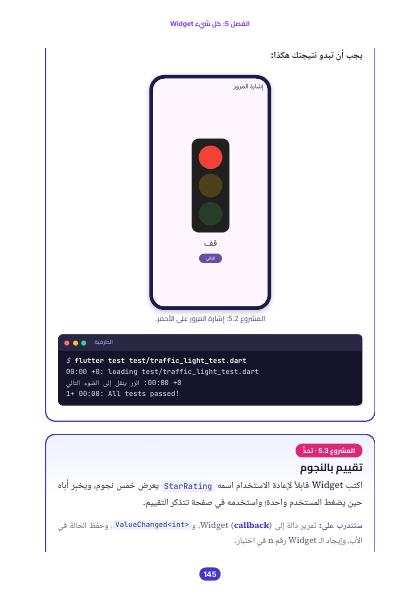 الفصل 5: كل شيء Widget
يجب أن تبدو نتيجتك هكذا:
إشارة المرور
قف
التالي
المشروع 5.2: إشارة المرور على الأحمر.
الطرفية
$ flutter test test/traffic_light_test.dart
00:00 +0: loading test/traffic_light_test.dart
00:00 +0: الزر ينقل إلى الضوء التالي
00:00 +1: All tests passed!
المشروع 5.3 · تحدٍّ
تقييم بالنجوم
اكتب Widget قابلاً لإعادة الاستخدام اسمه StarRating يعرض خمس نجوم، ويخبر أباه
حين يضغط المستخدم واحدة؛ واستخدمه في صفحة تتذكر التقييم.
ستتدرب على: تمرير دالة إلى Widget (callback)، و ValueChanged<int>، وحفظ الحالة في
الأب، وإيجاد الـ Widget رقم n في اختبار.
145